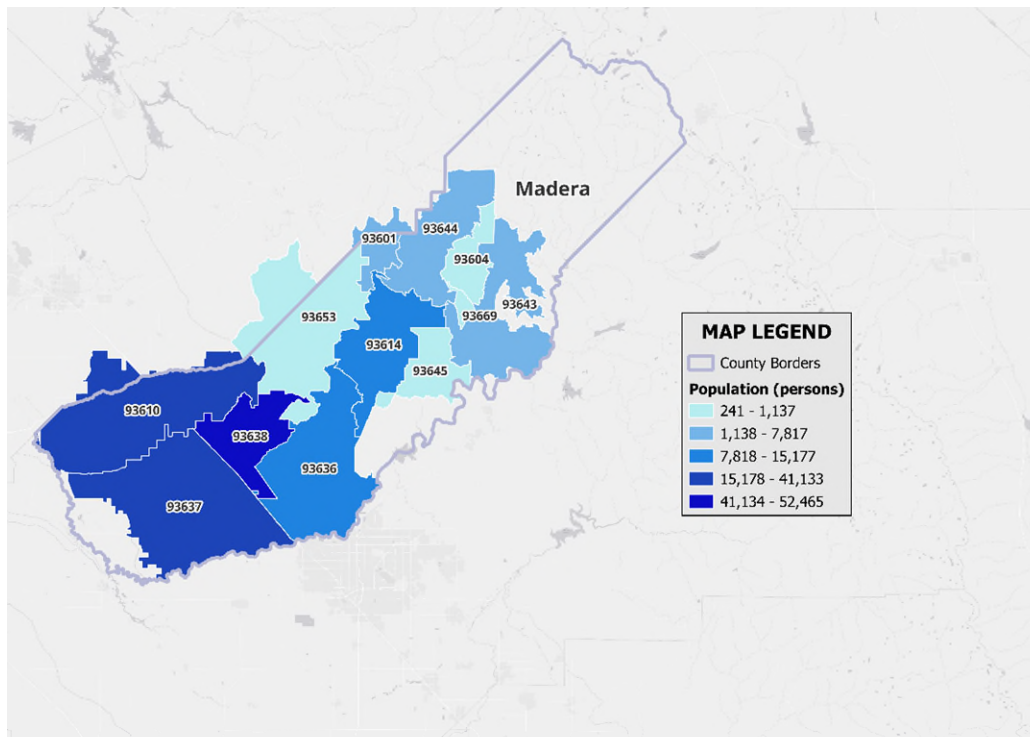 Madera
93601
93644
93604
93643
93653
93669
93614
93645
93610
93638
93636
93637
MAP LEGEND
County Borders
Population (persons)
241 - 1,137
1,138 - 7,817
7,818 - 15,177
15,178 - 41,133
41,134 - 52,465